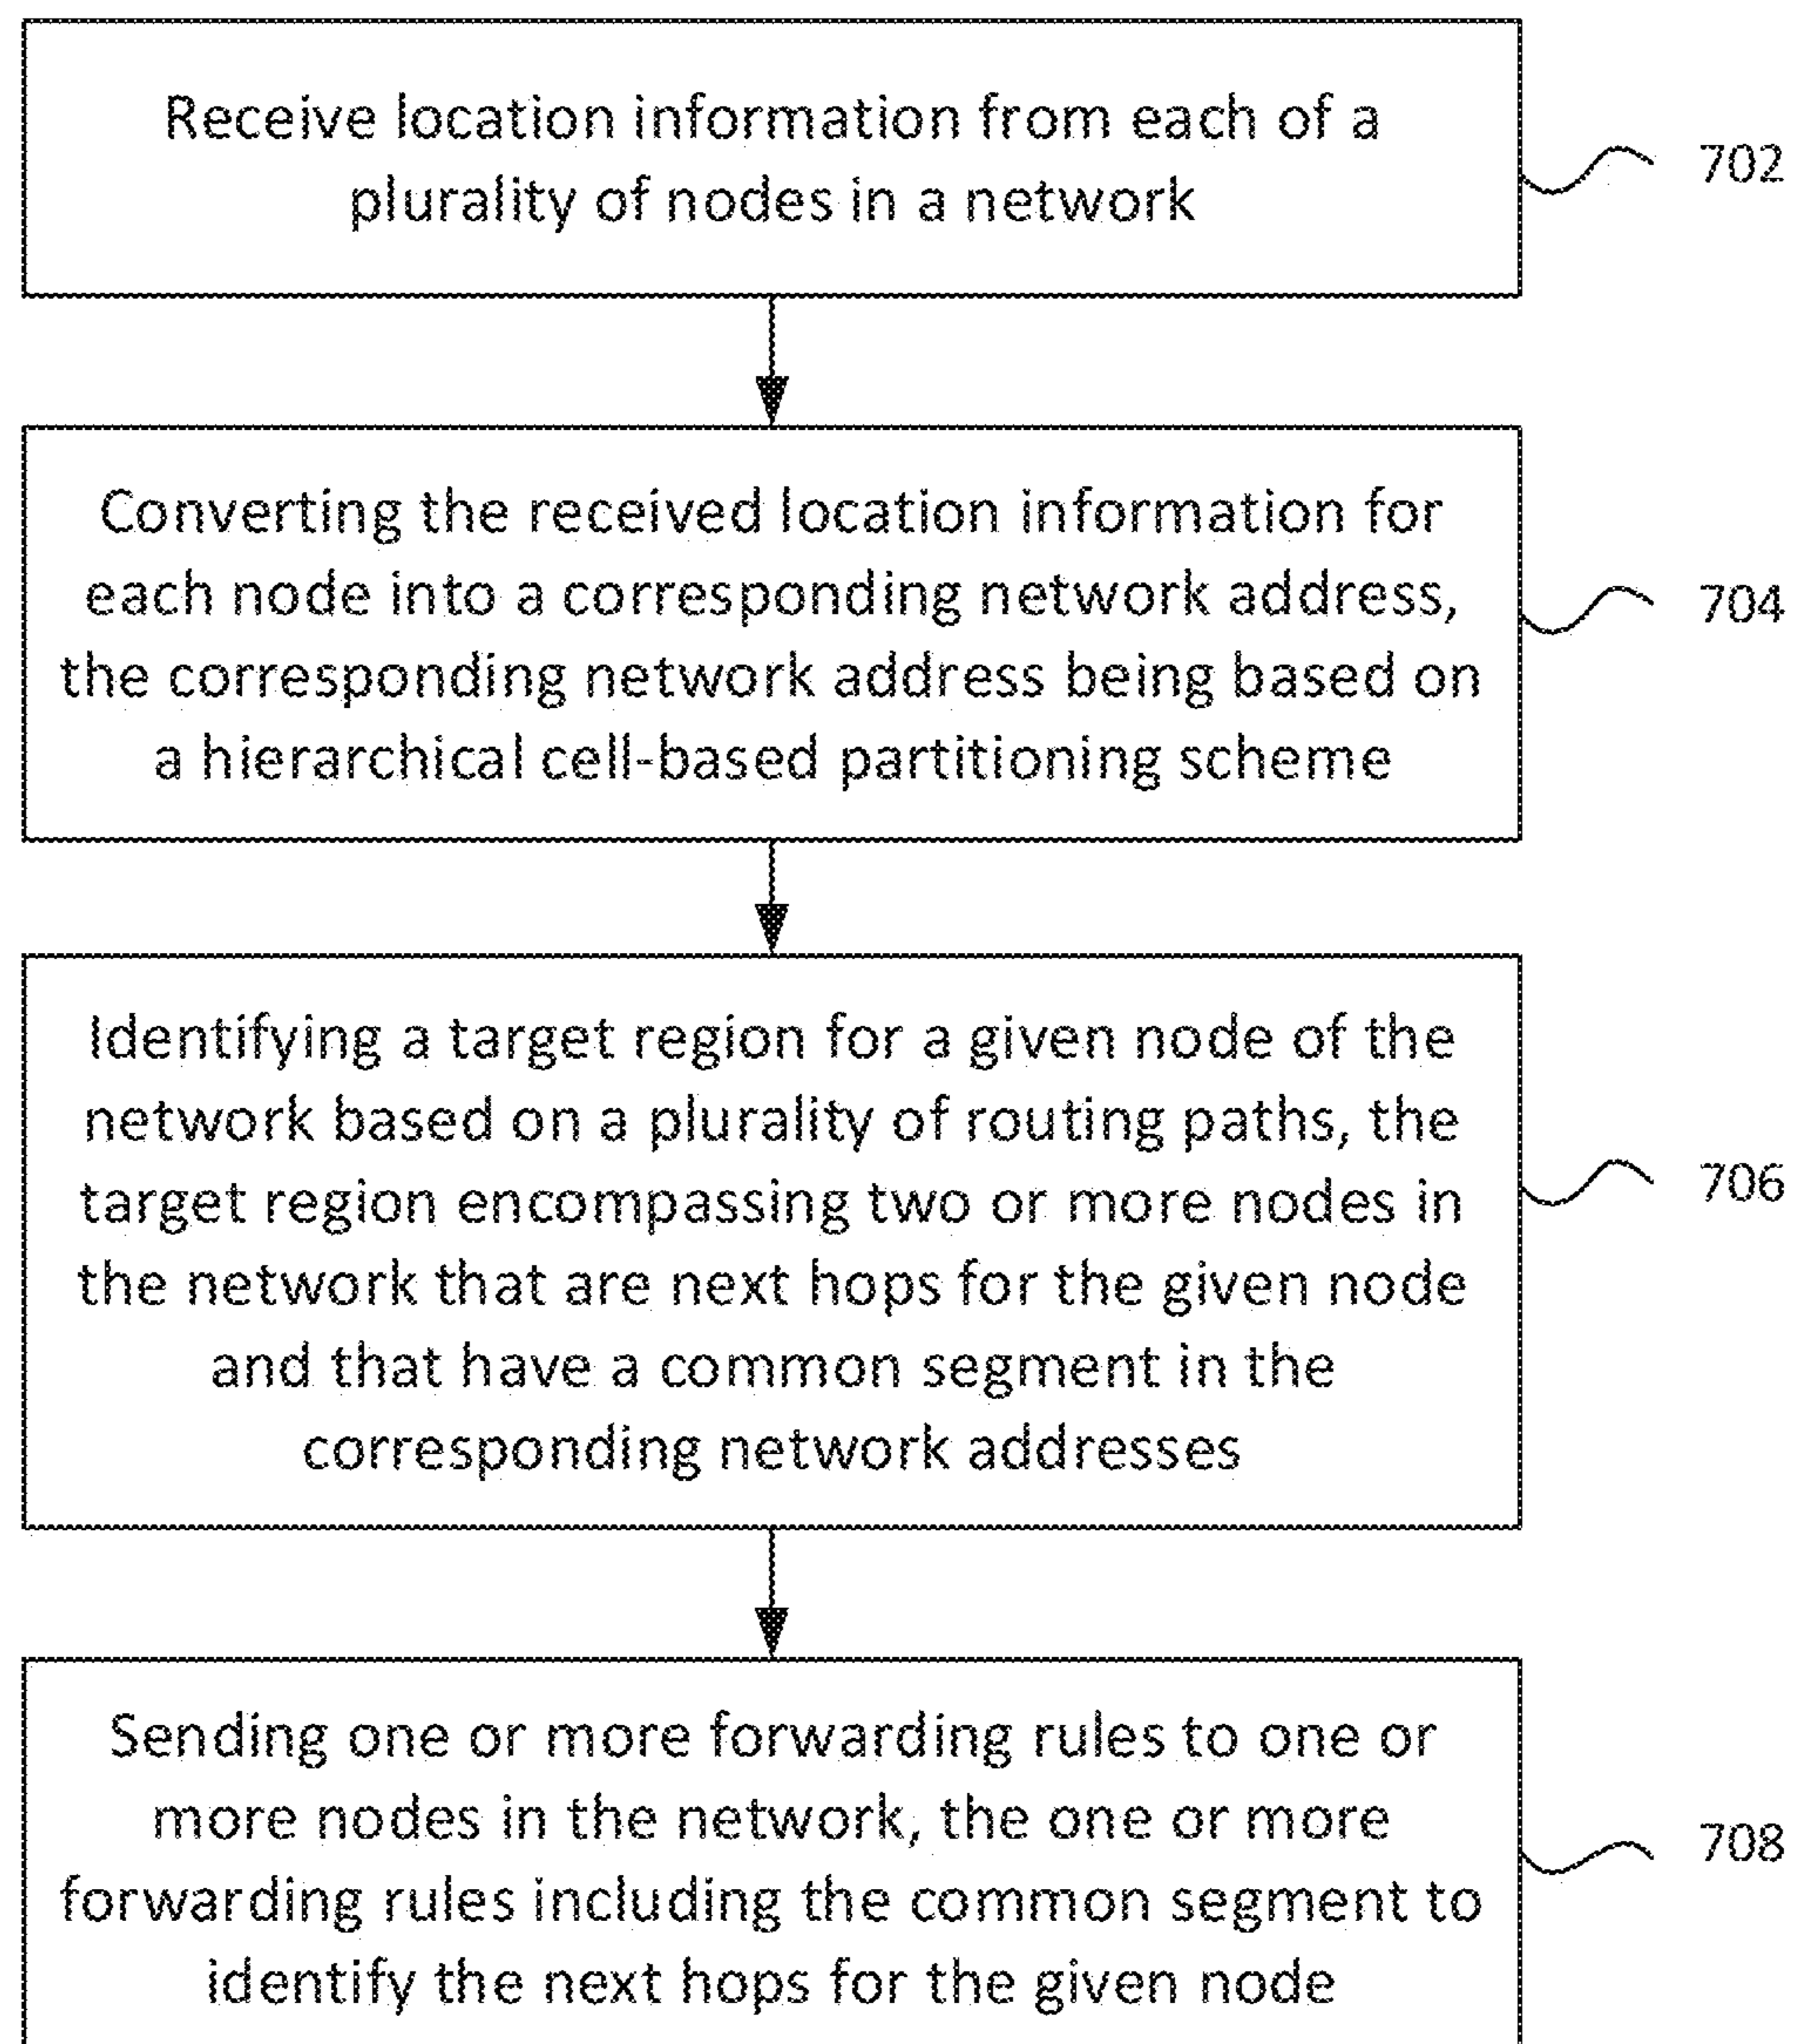 Receive location information from each of a
plurality of nodes in a network
702
Converting the received location information for
each node into a corresponding network address,
the corresponding network address being based on
a hierarchical cell-based partitioning scheme
704
Identifying a target region for a given node of the
network based on a plurality of routing paths, the
target region encompassing two or more nodes in
the network that are next hops for the given node
and that have a common segment in the
corresponding network addresses
706
Sending one or more forwarding rules to one or
more nodes in the network, the one or more
forwarding rules including the common segment to
identify the next hops for the given node
708